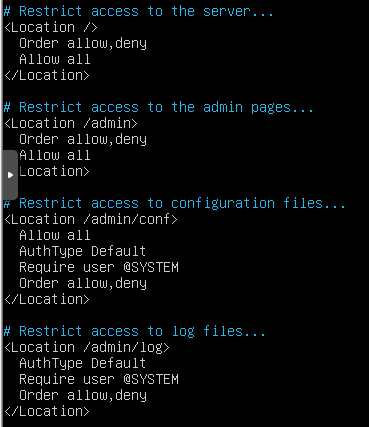 # Restrict access to the server...
<Location />
  Order allow,deny
  Allow all
</Location>

# Restrict access to the admin pages...
<Location /admin>
  Order allow,deny
  Allow all
Location>

# Restrict access to configuration files...
<Location /admin/conf>
  Allow all
  AuthType Default
  Require user @SYSTEM
  Order allow,deny
</Location>

# Restrict access to log files...
<Location /admin/log>
  AuthType Default
  Require user @SYSTEM
  Order allow,deny
</Location>